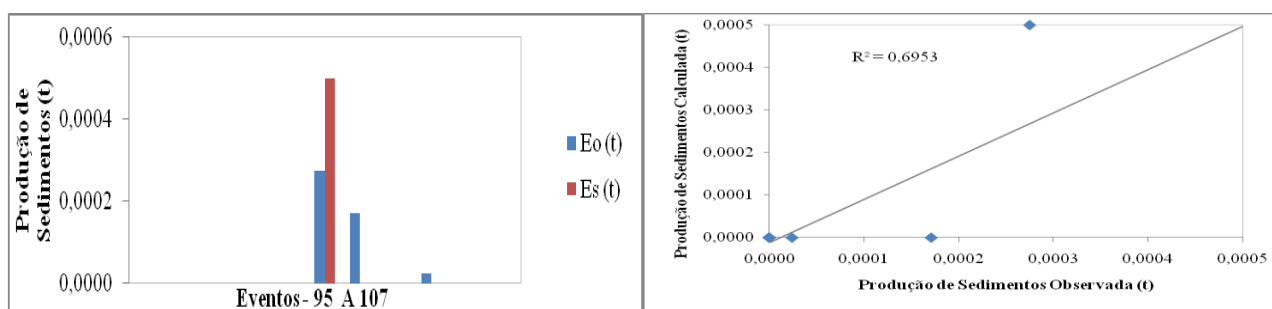 0,0006
0,0004
0,0002
0,0000
Produção de
Sedimentos (t)
Eventos - 95 A 107
Eo (t)
Es (t)
0,0005
0,0004
0,0003
0,0002
0,0001
0,0000
Produção de Sedimentos Calculada (t)
R² = 0,6953
0,0000 0,0001 0,0002 0,0003 0,0004 0,0005
Produção de Sedimentos Observada (t)